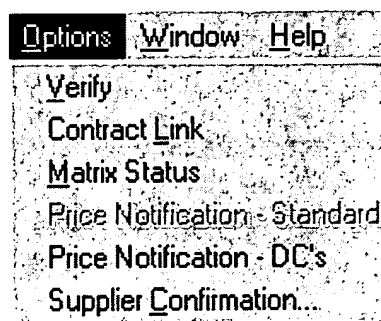 Options Window Help
Verify
Contract Link
Matrix Status
Price Notification - Standard
Price Notification - DC's
Supplier Confirmation...